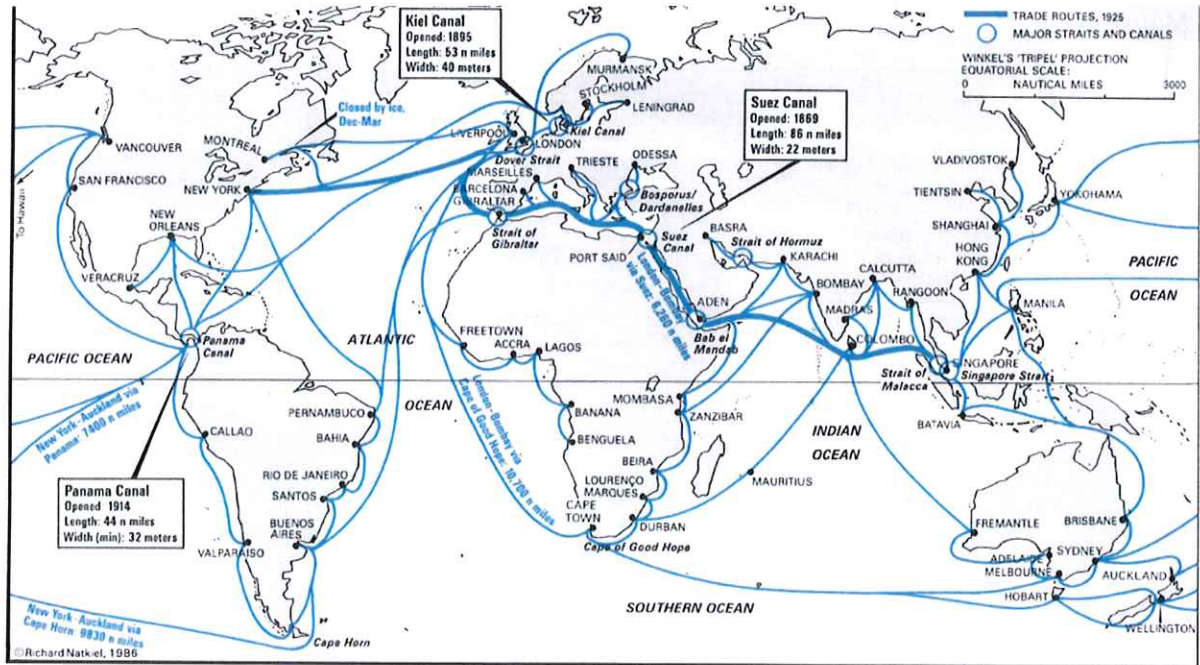 Kiel Canal
Opened: 1895
Length: 53 n miles
Width: 40 meters
TRADE ROUTES, 1925
MAJOR STRAITS AND CANALS
WINKEL'S 'TRIPEL' PROJECTION
EQUATORIAL SCALE:
NAUTICAL MILES
0 3000
MURMANSK
STOCKHOLM
LENINGRAD
Suez Canal
Opened: 1869
Length: 86 n miles
Width: 22 meters
Closed by ice,
Dec-Mar
LIVERPOOL
Kiel Canal
LONDON
Dover Strait
VANCOUVER
MONTREAL
MARSEILLES
TRIESTE
ODESSA
VLADIVOSTOK
SAN FRANCISCO
NEW YORK
BARCELONA
GIBRALTAR
Bosporus/
Dardanelles
TIENTSIN
YOKOHAMA
To Hawaii
NEW
ORLEANS
Strait of
Gibraltar
Suez
Canal
BASRA
Strait of Hormuz
SHANGHAI
PORT SAID
KARACHI
HONG
KONG
PACIFIC
OCEAN
VERACRUZ
London-Bombay
via Suez: 6,260 n miles
CALCUTTA
BOMBAY
RANGOON
MANILA
ADEN
MADRAS
Panama
Canal
ATLANTIC
OCEAN
FREETOWN
ACCRA
LAGOS
Bab el
Mandab
COLOMBO
SINGAPORE
Singapore Strait
Strait of
Malacca
PACIFIC OCEAN
New York-Auckland via
Panama: 7400 n miles
PERNAMBUCO
London-Bombay via
Cape of Good Hope: 10,700 n miles
BANANA
MOMBASA
ZANZIBAR
BATAVIA
CALLAO
BAHIA
BENGUELA
INDIAN
OCEAN
RIO DE JANEIRO
BEIRA
Panama Canal
Opened 1914
Length: 44 n miles
Width (min): 32 meters
SANTOS
LOURENÇO
MARQUES
MAURITIUS
BUENOS
AIRES
CAPE
TOWN
DURBAN
FREMANTLE
BRISBANE
VALPARAISO
Cape of Good Hope
ADELAIDE
SYDNEY
MELBOURNE
AUCKLAND
New York-Auckland via
Cape Horn: 9830 n miles
SOUTHERN OCEAN
HOBART
Cape Horn
WELLINGTON
©Richard Natkiel, 1986